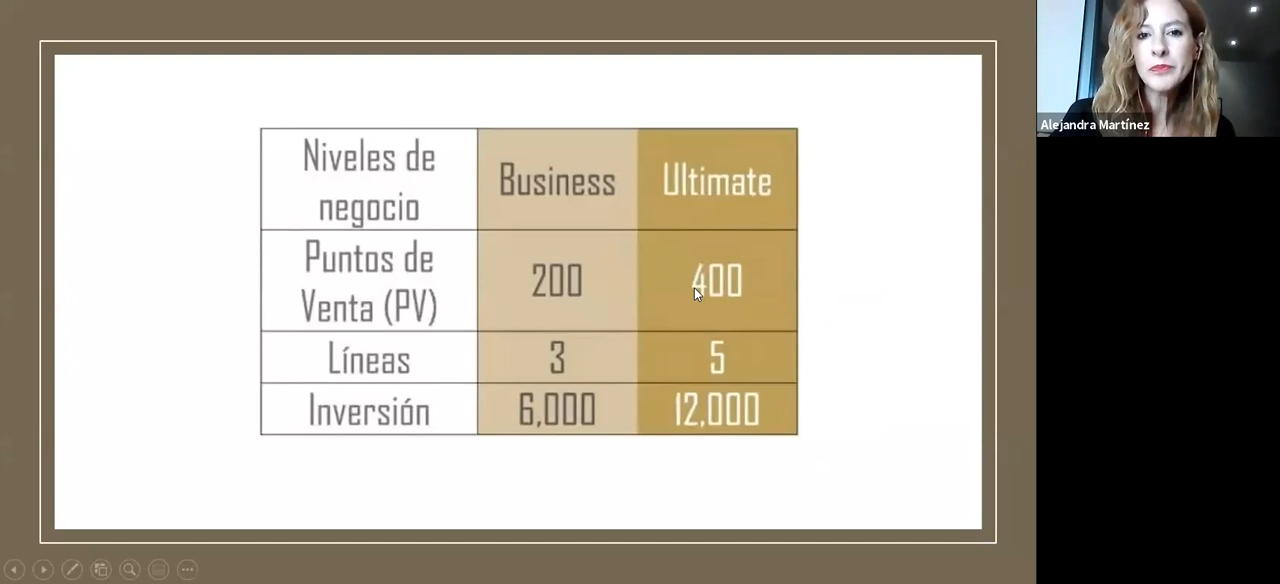 Niveles de
negocio
Business
Ultimate
Puntos de
Venta (PV)
200
400
Líneas
3
5
Inversión
6,000
12,000
Alejandra Martínez